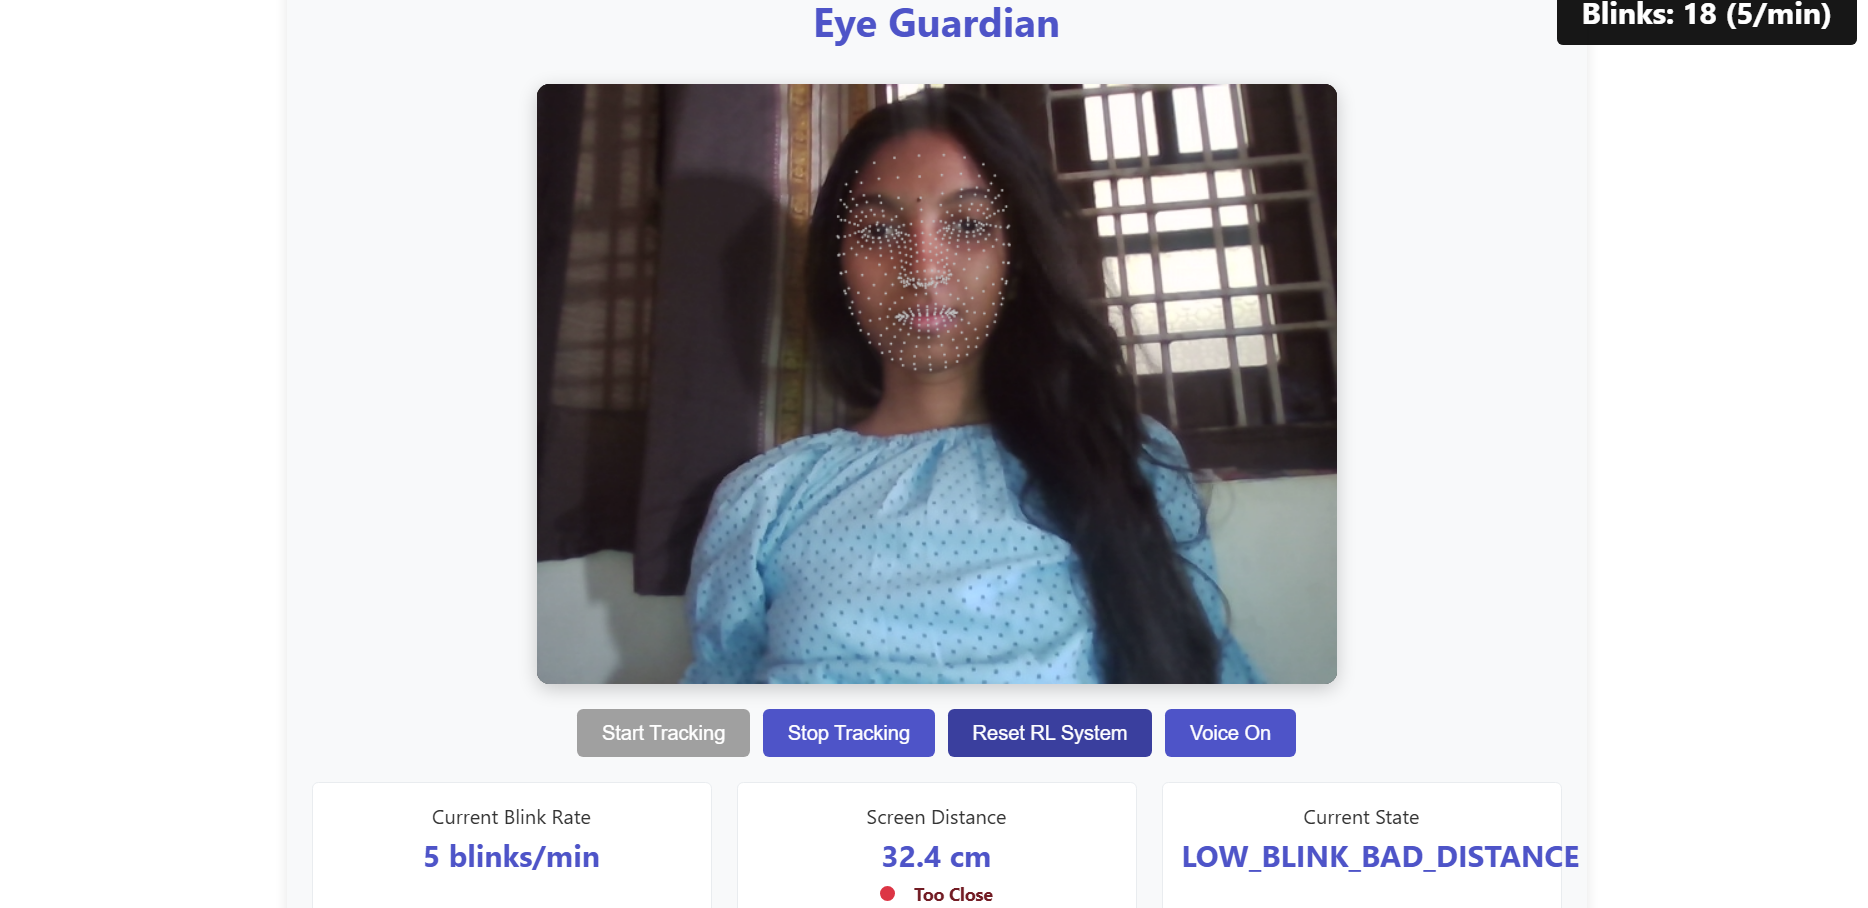 Eye Guardian
Blinks: 18 (5/min)
Start Tracking
Stop Tracking
Reset RL System
Voice On
Current Blink Rate
5 blinks/min
Screen Distance
32.4 cm
Too Close
Current State
LOW_BLINK_BAD_DISTANCE